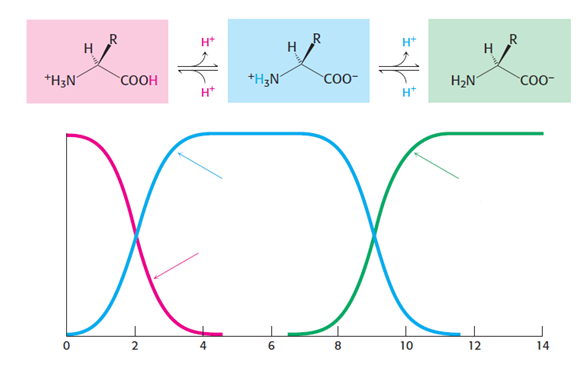 H R
⁺H₃N COOH
H⁺
H⁺
H R
⁺H₃N COO⁻
H⁺
H⁺
H R
H₂N COO⁻
0 2 4 6 8 10 12 14